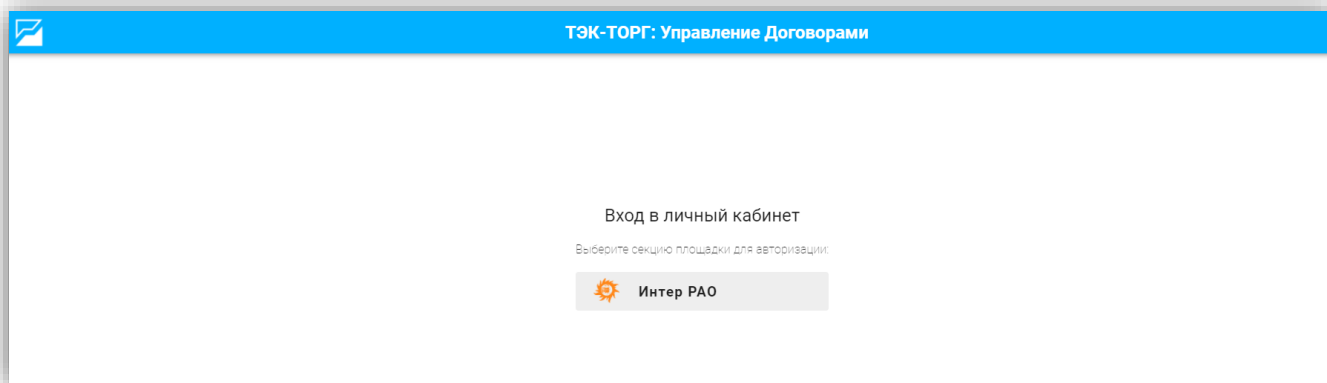 ТЭК-ТОРГ: Управление Договорами
Вход в личный кабинет
Выберите секцию площадки для авторизации:
Интер РАО